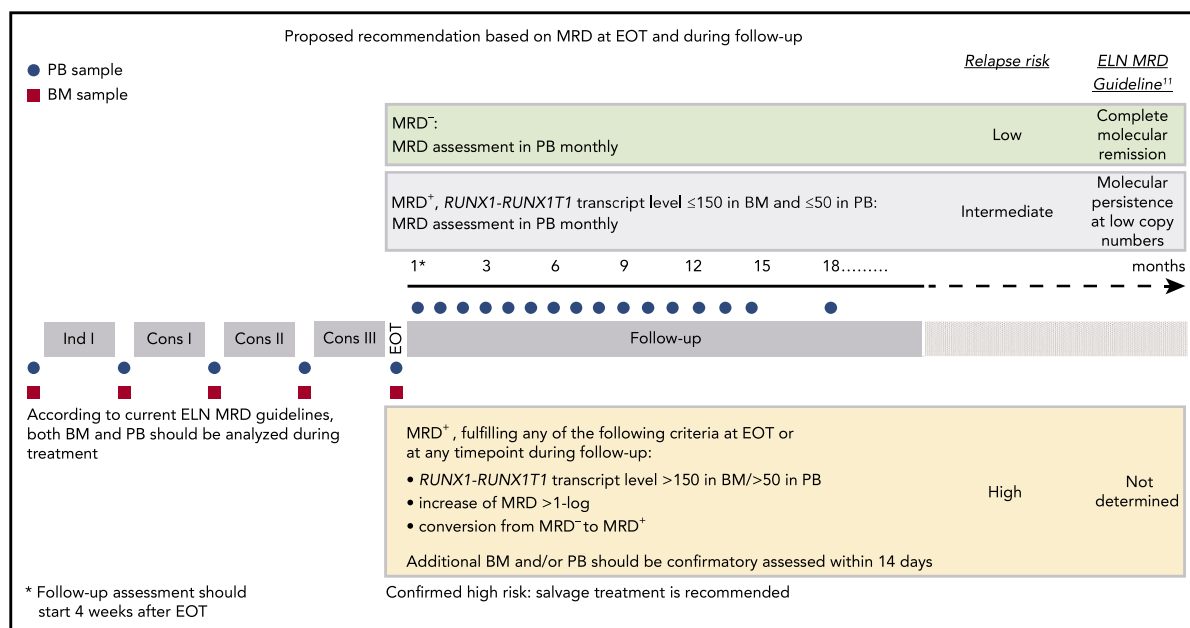 Proposed recommendation based on MRD at EOT and during follow-up
PB sample
BM sample
Relapse risk
ELN MRD
Guideline¹¹
MRD⁻:
MRD assessment in PB monthly
Low
Complete
molecular
remission
MRD⁺, RUNX1-RUNX1T1 transcript level ≤150 in BM and ≤50 in PB:
MRD assessment in PB monthly
Intermediate
Molecular
persistence
at low copy
numbers
1* 3 6 9 12 15 18......... months
Ind I Cons I Cons II Cons III EOT Follow-up
According to current ELN MRD guidelines,
both BM and PB should be analyzed during
treatment
MRD⁺, fulfilling any of the following criteria at EOT or
at any timepoint during follow-up:
• RUNX1-RUNX1T1 transcript level >150 in BM/>50 in PB
• increase of MRD >1-log
• conversion from MRD⁻ to MRD⁺
Additional BM and/or PB should be confirmatory assessed within 14 days
High
Not
determined
* Follow-up assessment should
start 4 weeks after EOT
Confirmed high risk: salvage treatment is recommended